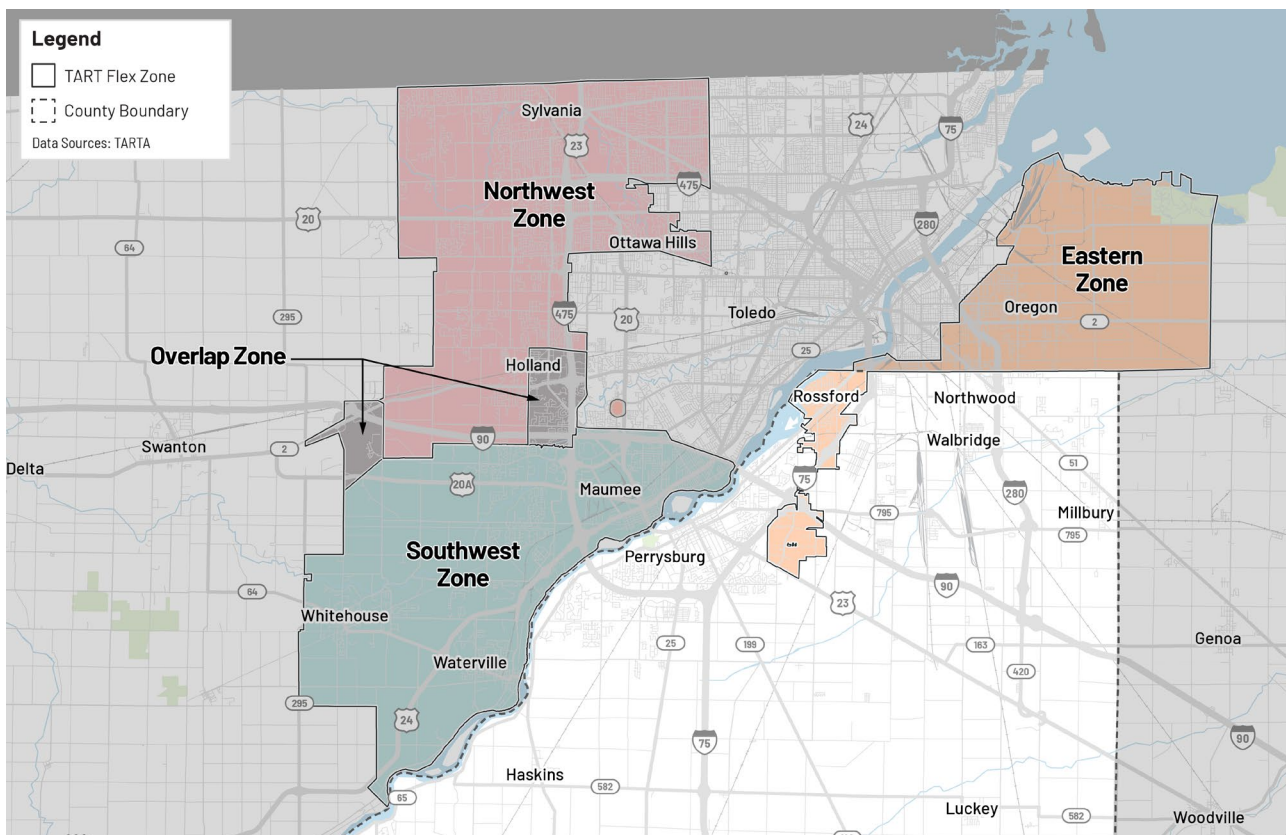 Legend
TART Flex Zone
County Boundary
Data Sources: TARTA
Sylvania
23
24
75
Northwest
Zone
475
20
Ottawa Hills
280
64
Eastern
Zone
Oregon
295
475
20
Toledo
2
Overlap Zone
Holland
25
Rossford
Northwood
Swanton
2
90
Walbridge
Delta
20A
Maumee
75
51
280
Millbury
795
795
Southwest
Zone
Perrysburg
64
90
23
Whitehouse
Waterville
25
199
163
Genoa
420
295
24
75
90
Haskins
582
65
Luckey
582
Woodville